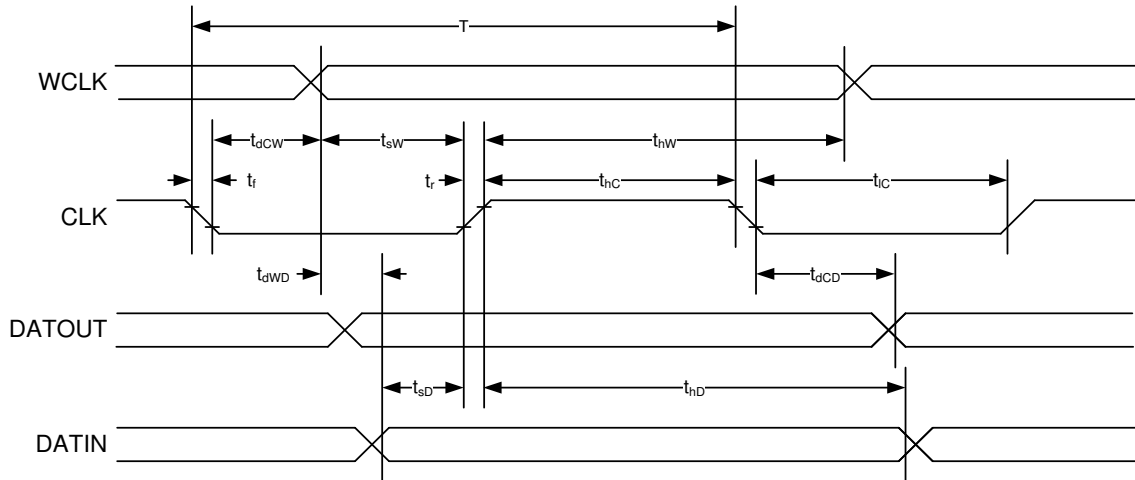 T
WCLK
tdCW
tsW
thW
tf
tr
thC
tlC
CLK
tdWD
tdCD
DATOUT
tsD
thD
DATIN